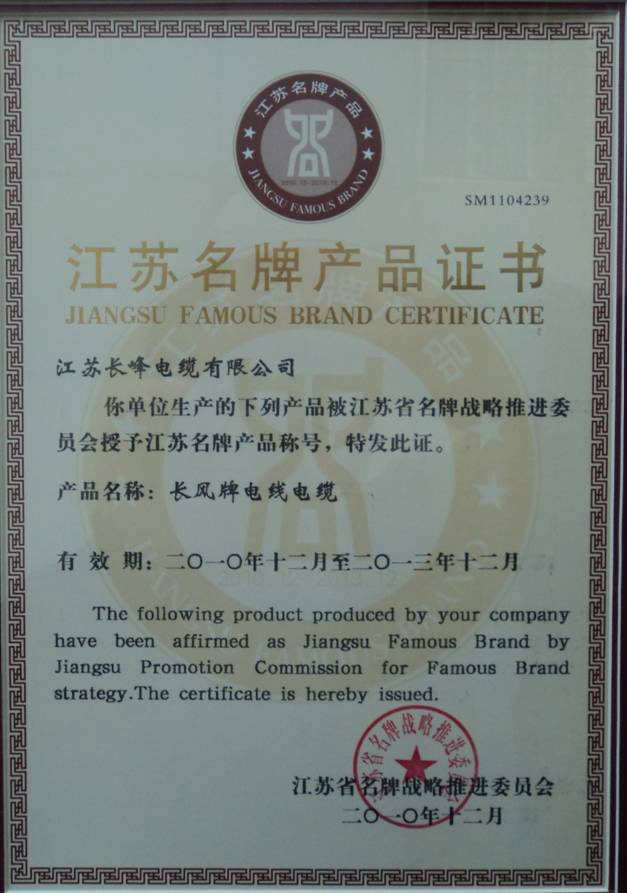 江苏名牌产品
2010.12-2013.12
JIANGSU FAMOUS BRAND
SM1104239
江苏名牌产品证书
JIANGSU FAMOUS BRAND CERTIFICATE
江苏长峰电缆有限公司
你单位生产的下列产品被江苏省名牌战略推进委
员会授予江苏名牌产品称号，特发此证。
产品名称：长风牌电线电缆
有 效 期：二〇一〇年十二月至二〇一三年十二月
The following product produced by your company
have been affirmed as Jiangsu Famous Brand by
Jiangsu Promotion Commission for Famous Brand
strategy.The certificate is hereby issued.
江苏省名牌战略推进委员会
江苏省名牌战略推进委员会
二〇一〇年十二月